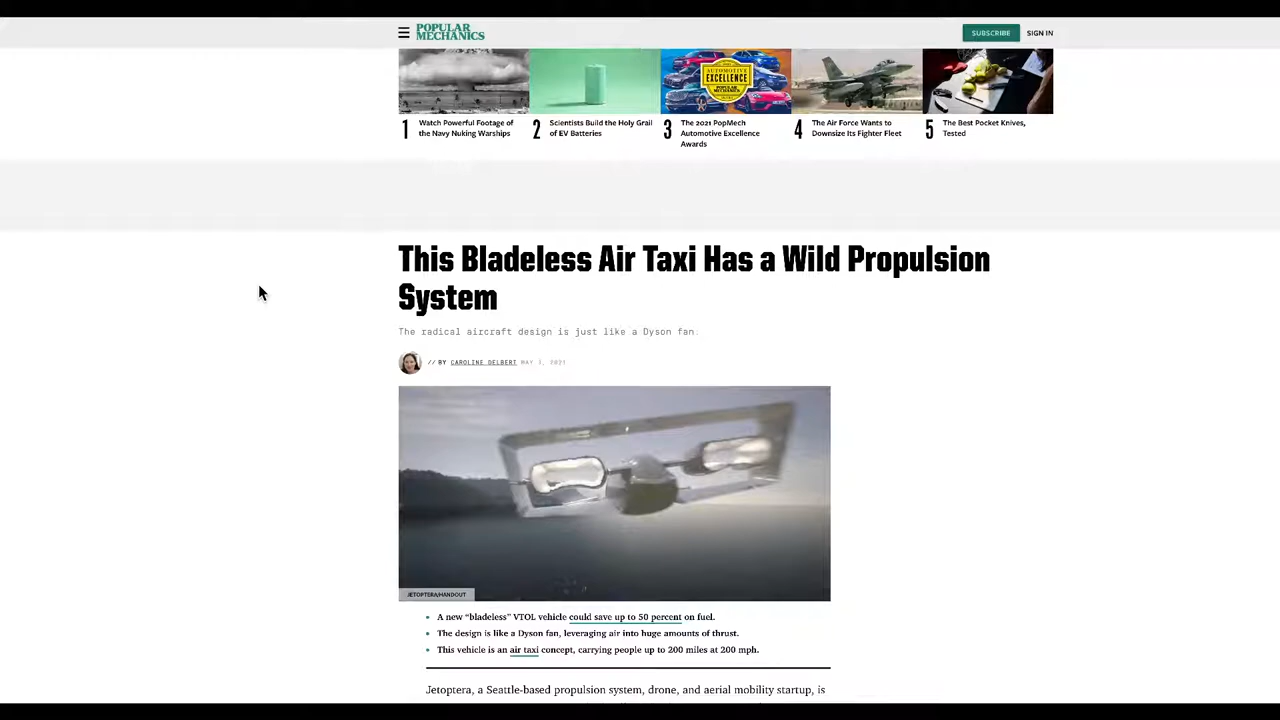 POPULAR
MECHANICS
SUBSCRIBE
SIGN IN
AUTOMOTIVE
EXCELLENCE
POPULAR MECHANICS
1
Watch Powerful Footage of
the Navy Nuking Warships
2
Scientists Build the Holy Grail
of EV Batteries
3
The 2021 PopMech
Automotive Excellence
Awards
4
The Air Force Wants to
Downsize Its Fighter Fleet
5
The Best Pocket Knives,
Tested
This Bladeless Air Taxi Has a Wild Propulsion
System
The radical aircraft design is just like a Dyson fan.
// BY CAROLINE DELBERT MAY 2021
JETOPTERA/HANDOUT
• A new “bladeless” VTOL vehicle could save up to 50 percent on fuel.
• The design is like a Dyson fan, leveraging air into huge amounts of thrust.
• This vehicle is an air taxi concept, carrying people up to 200 miles at 200 mph.
Jetoptera, a Seattle-based propulsion system, drone, and aerial mobility startup, is